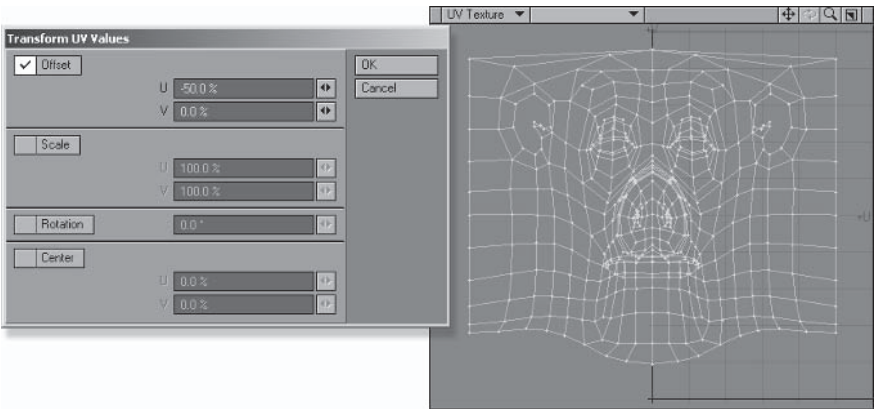 Transform UV Values
Offset
U -50.0 %
V 0.0 %
Scale
U 100.0 %
V 100.0 %
Rotation 0.0 °
Center
U 0.0 %
V 0.0 %
OK
Cancel
UV Texture
+V
+U